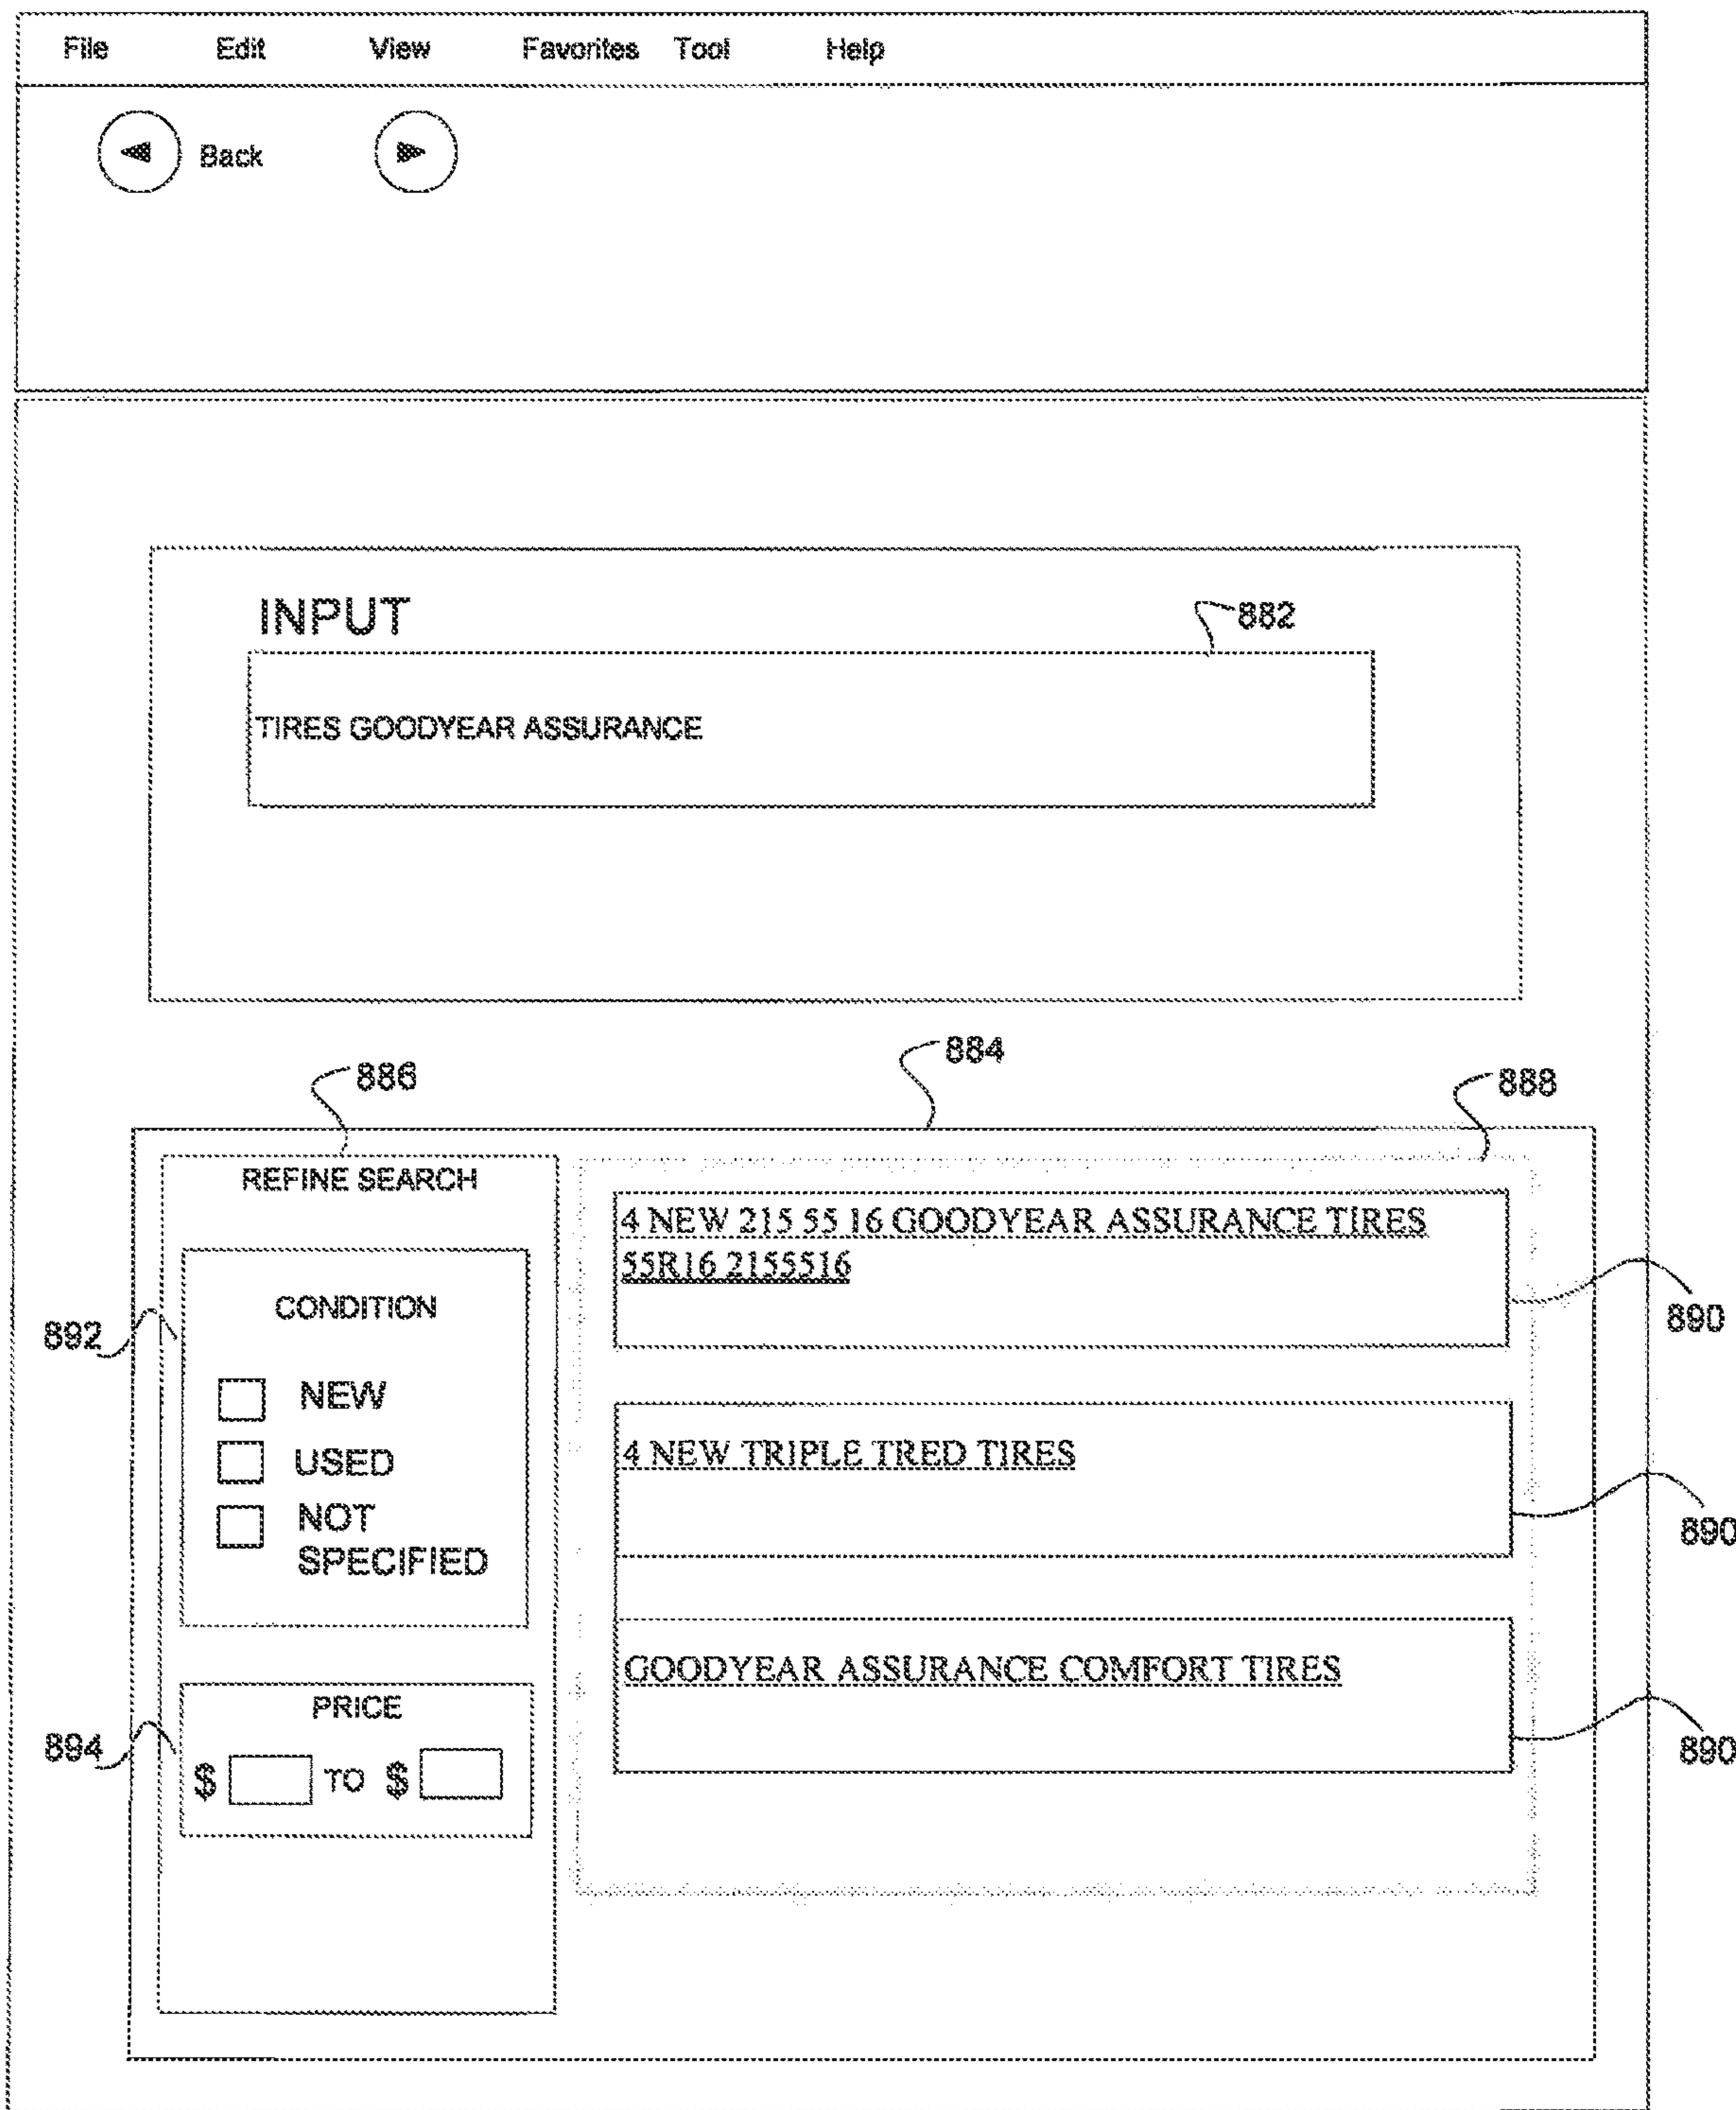 File Edit View Favorites Tool Help
Back
INPUT
882
TIRES GOODYEAR ASSURANCE
884
886
888
REFINE SEARCH
892
CONDITION
NEW
USED
NOT
SPECIFIED
894
PRICE
$ TO $
4 NEW 215 55 16 GOODYEAR ASSURANCE TIRES
55R16 2155516
890
4 NEW TRIPLE TRED TIRES
890
GOODYEAR ASSURANCE COMFORT TIRES
890